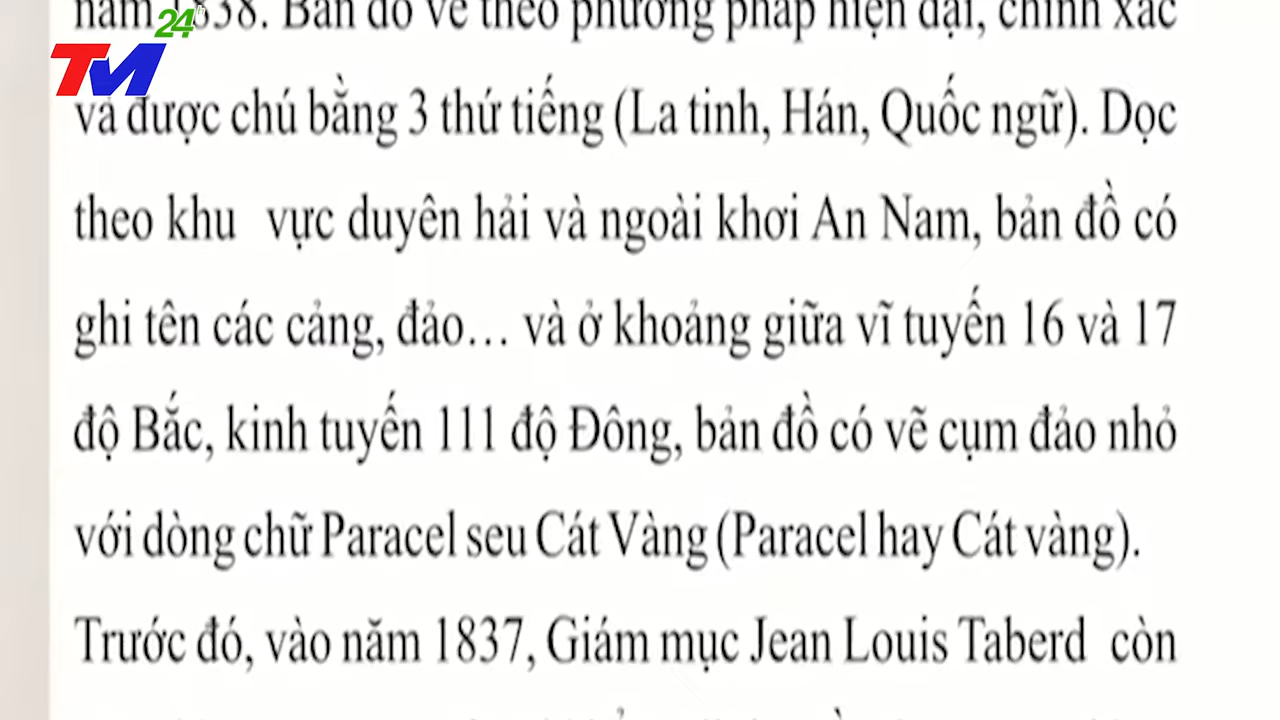 24h
TM
Bản đồ vẽ theo phương pháp hiện đại, chính xác
và được chú bằng 3 thứ tiếng (La tinh, Hán, Quốc ngữ). Dọc
theo khu vực duyên hải và ngoài khơi An Nam, bản đồ có
ghi tên các cảng, đảo… và ở khoảng giữa vĩ tuyến 16 và 17
độ Bắc, kinh tuyến 111 độ Đông, bản đồ có vẽ cụm đảo nhỏ
với dòng chữ Paracel seu Cát Vàng (Paracel hay Cát vàng).
Trước đó, vào năm 1837, Giám mục Jean Louis Taberd còn